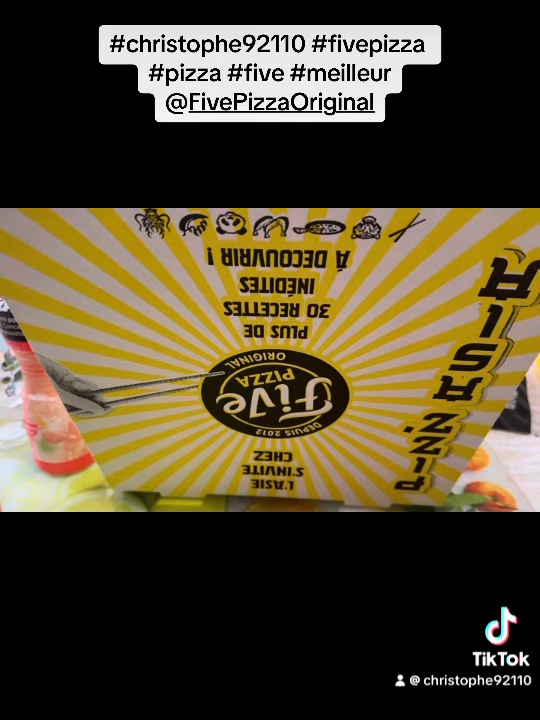 #christophe92110 #fivepizza
#pizza #five #meilleur
@FivePizzaOriginal
L'ASIE
S'INVITE
CHEZ
DEPUIS 2012
Five
PIZZA
ORIGINAL
PLUS DE
30 RECETTES
INÉDITES
À DECOUVRIR !
PIZZ'ASIA
TikTok
@christophe92110